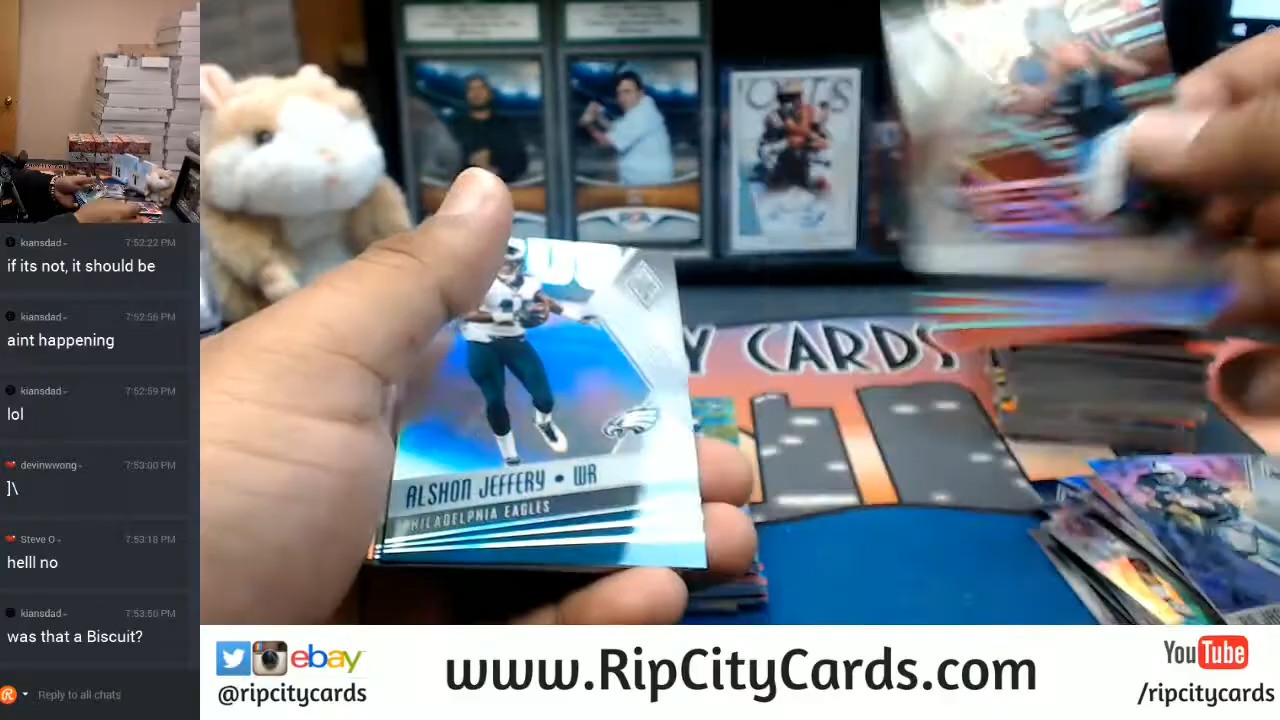 kiansdad- 7:52:22 PM
if its not, it should be
kiansdad- 7:52:56 PM
aint happening
kiansdad- 7:52:59 PM
lol
devinwwong- 7:53:00 PM
]\
Steve O- 7:53:18 PM
helll no
kiansdad- 7:53:50 PM
was that a Biscuit?
Reply to all chats
Y CARDS
ALSHON JEFFERY • WR
PHILADELPHIA EAGLES
ebay
@ripcitycards
www.RipCityCards.com
YouTube
/ripcitycards